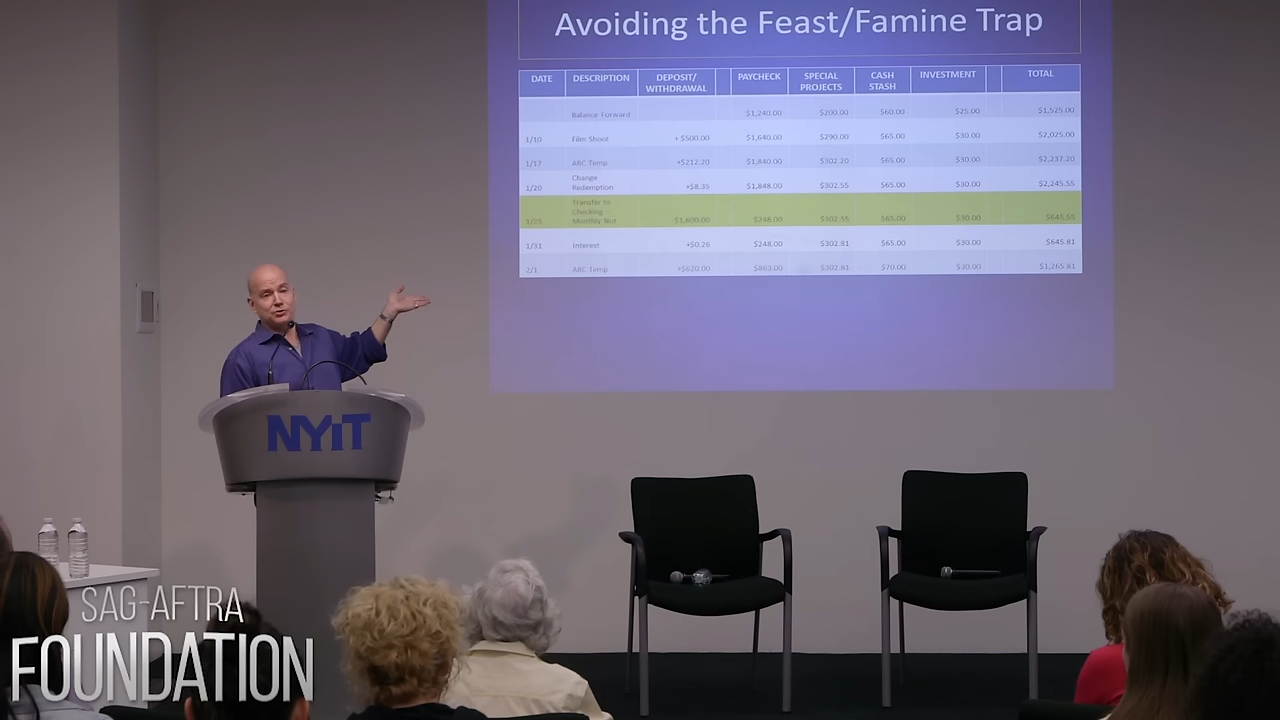 Avoiding the Feast/Famine Trap
DATE DESCRIPTION DEPOSIT/ WITHDRAWAL PAYCHECK SPECIAL PROJECTS CASH STASH INVESTMENT TOTAL
Balance Forward $1,240.00 $200.00 $60.00 $25.00 $1,525.00
1/10 Film Shoot + $500.00 $1,640.00 $290.00 $65.00 $30.00 $2,025.00
1/17 ABC Temp +$212.20 $1,840.00 $302.20 $65.00 $30.00 $2,237.20
1/20 Change Redemption +$8.35 $1,848.00 $302.55 $65.00 $30.00 $2,245.55
Transfer to Checking Monthly Nut $1,600.00 $248.00 $302.55 $65.00 $30.00 $645.55
1/31 Interest +$0.26 $248.00 $302.81 $65.00 $30.00 $645.81
2/1 ABC Temp +$620.00 $863.00 $302.81 $70.00 $30.00 $1,265.81
NYiT
SAG-AFTRA
FOUNDATION